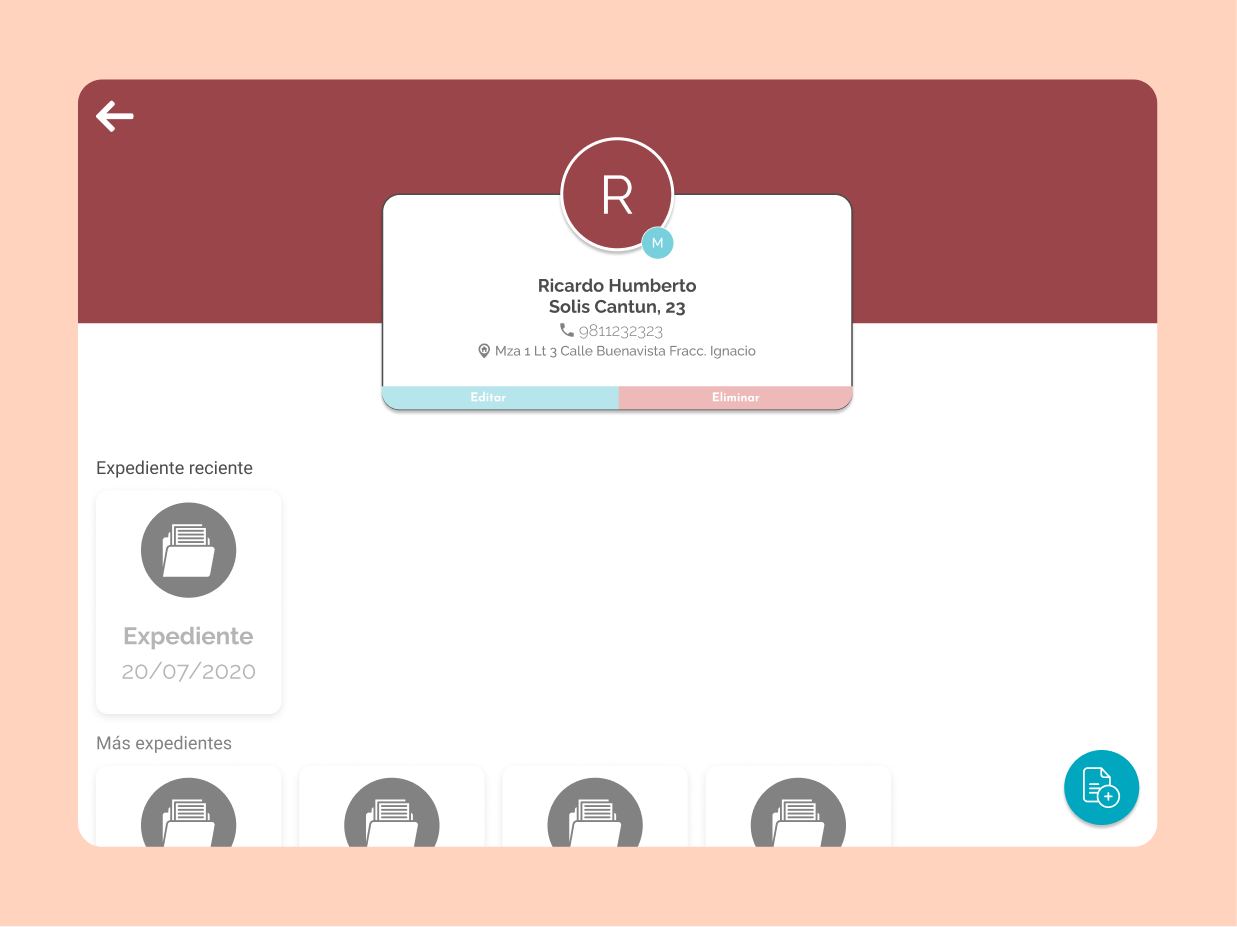 R
M
Ricardo Humberto
Solis Cantun, 23
9811232323
Mza 1 Lt 3 Calle Buenavista Fracc. Ignacio
Editar
Eliminar
Expediente reciente
Expediente
20/07/2020
Más expedientes